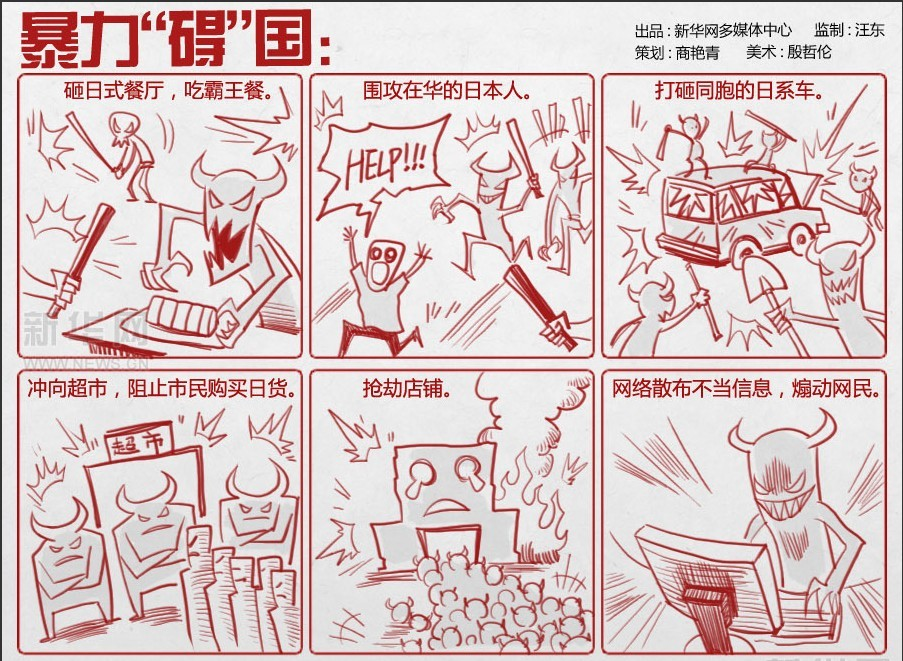 暴力“碍”国：
出品：新华网多媒体中心 监制：汪东
策划：商艳青 美术：殷哲伦
砸日式餐厅，吃霸王餐。
围攻在华的日本人。
打砸同胞的日系车。
HELP!!!
新华网
WWW.NEWS.CN
冲向超市，阻止市民购买日货。
抢劫店铺。
网络散布不当信息，煽动网民。
超市